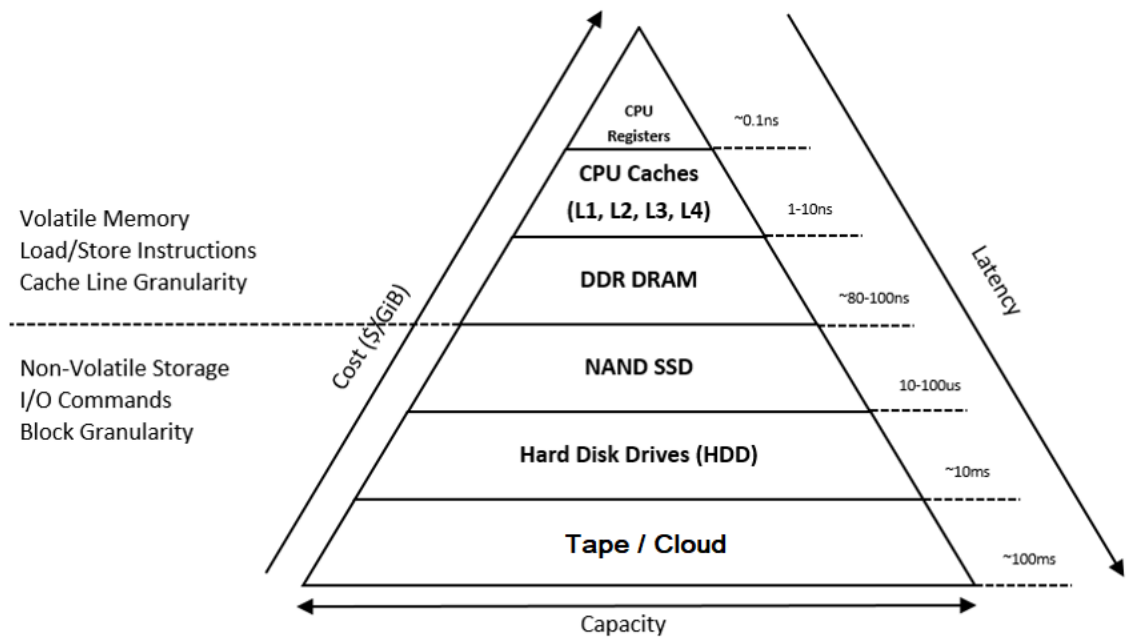 CPU
Registers
~0.1ns
CPU Caches
(L1, L2, L3, L4)
1-10ns
Volatile Memory
Load/Store Instructions
Cache Line Granularity
DDR DRAM
~80-100ns
Latency
Cost ($/GiB)
Non-Volatile Storage
I/O Commands
Block Granularity
NAND SSD
10-100us
Hard Disk Drives (HDD)
~10ms
Tape / Cloud
~100ms
Capacity